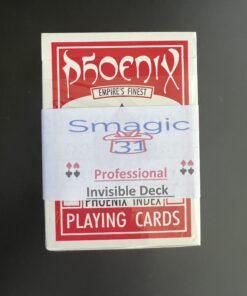 PHOENIX
EMPIRE'S FINEST
Smagic
31
Professional
Invisible Deck
PHOENIX INDEX
PLAYING CARDS